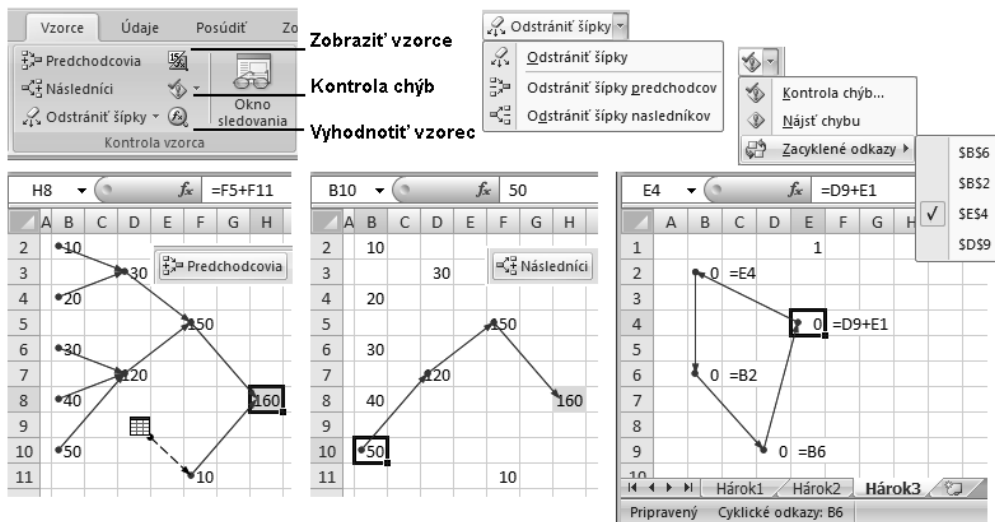 Vzorce Údaje Posúdiť Zo
Predchodcovia
Následníci
Odstrániť šípky
Okno
sledovania
Kontrola vzorca
Zobraziť vzorce
Kontrola chýb
Vyhodnotiť vzorec
Odstrániť šípky
Odstrániť šípky
Odstrániť šípky predchodcov
Odstrániť šípky nasledníkov
Kontrola chýb...
Nájsť chybu
Zacyklené odkazy
$B$6
$B$2
$E$4
$D$9
H8 fx =F5+F11
A B C D E F G H
2 10
3 30 Predchodcovia
4 20
5 150
6 30
7 120
8 40 160
9
10 50
11 10
B10 fx 50
A B C D E F G H
2 10
3 30 Následníci
4 20
5 150
6 30
7 120
8 40 160
9
10 50
11 10
E4 fx =D9+E1
A B C D E F G H
1 1
2 0 =E4
3
4 0 =D9+E1
5
6 0 =B2
7
8
9 0 =B6
10
Hárok1 Hárok2 Hárok3
Pripravený Cyklické odkazy: B6